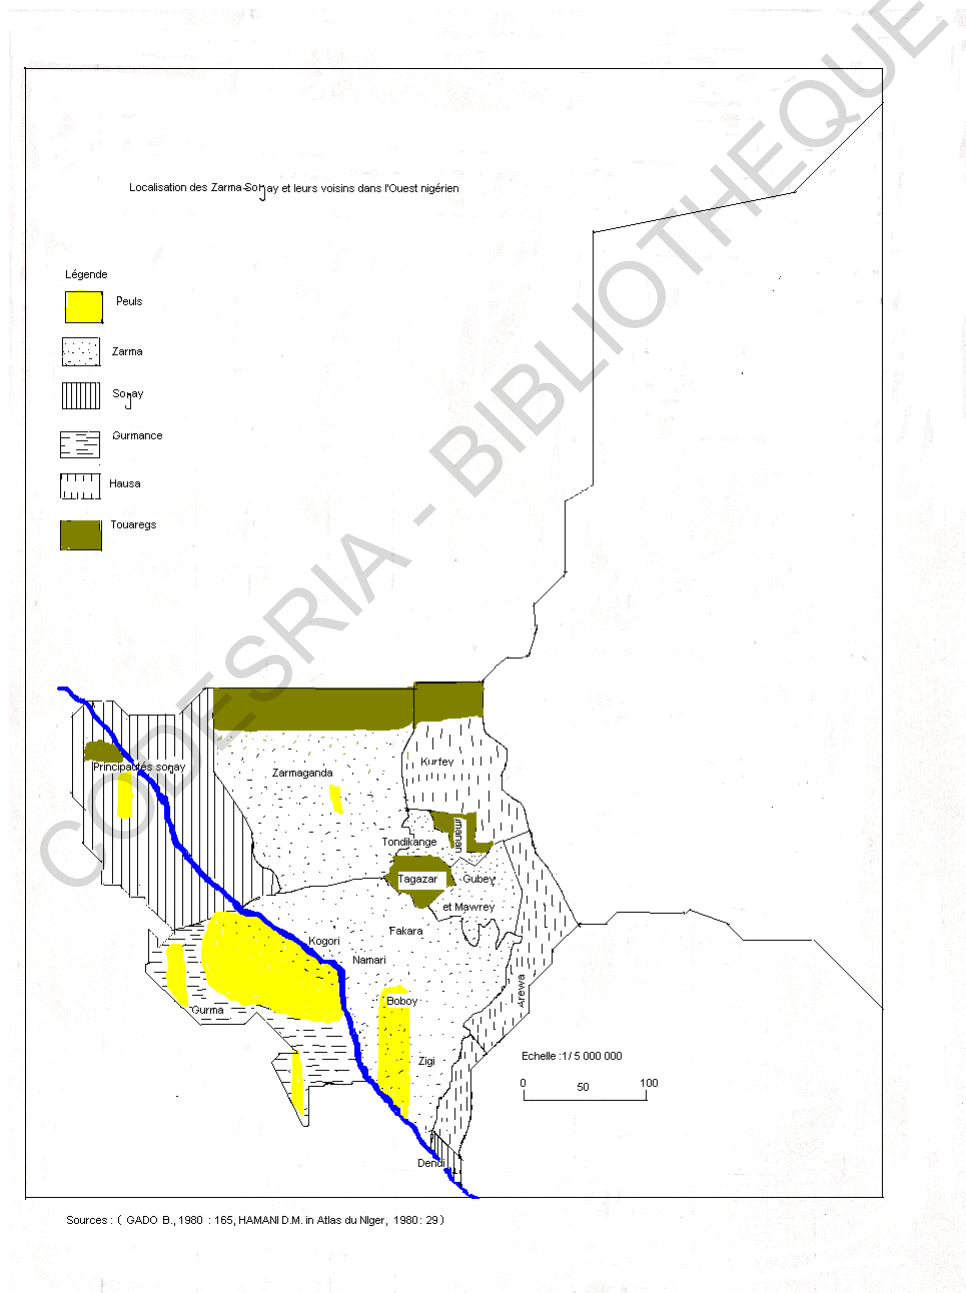 CODESRIA - BIBLIOTHEQUE
Localisation des Zarma-Soŋay et leurs voisins dans l'Ouest nigérien
Légende
Peuls
Zarma
Soŋay
Gurmance
Hausa
Touaregs
Principautés soŋay
Zarmaganda
Kurfey
Imanan
Tondikange
Tagazar
Gubey
et Mawrey
Fakara
Kogori
Namari
Arewa
Boboy
Gurma
Zigi
Dendi
Echelle :1/ 5 000 000
0 50 100
Sources : ( GADO B., 1980 : 165, HAMANI D.M. in Atlas du NIger, 1980: 29)